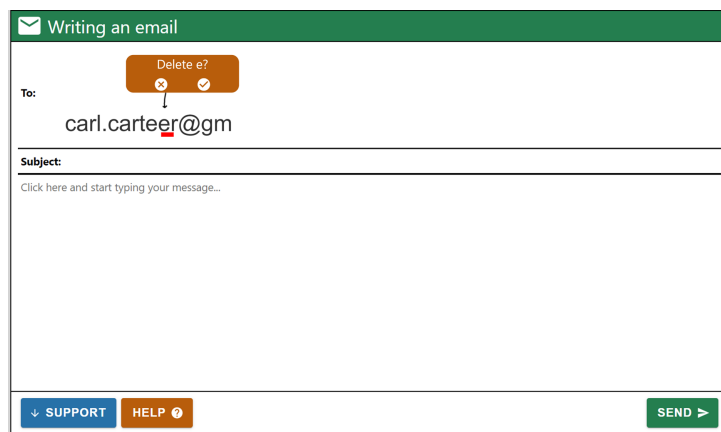 Writing an email
Delete e?
To:
carl.carteer@gm
Subject:
Click here and start typing your message...
SUPPORT
HELP
SEND